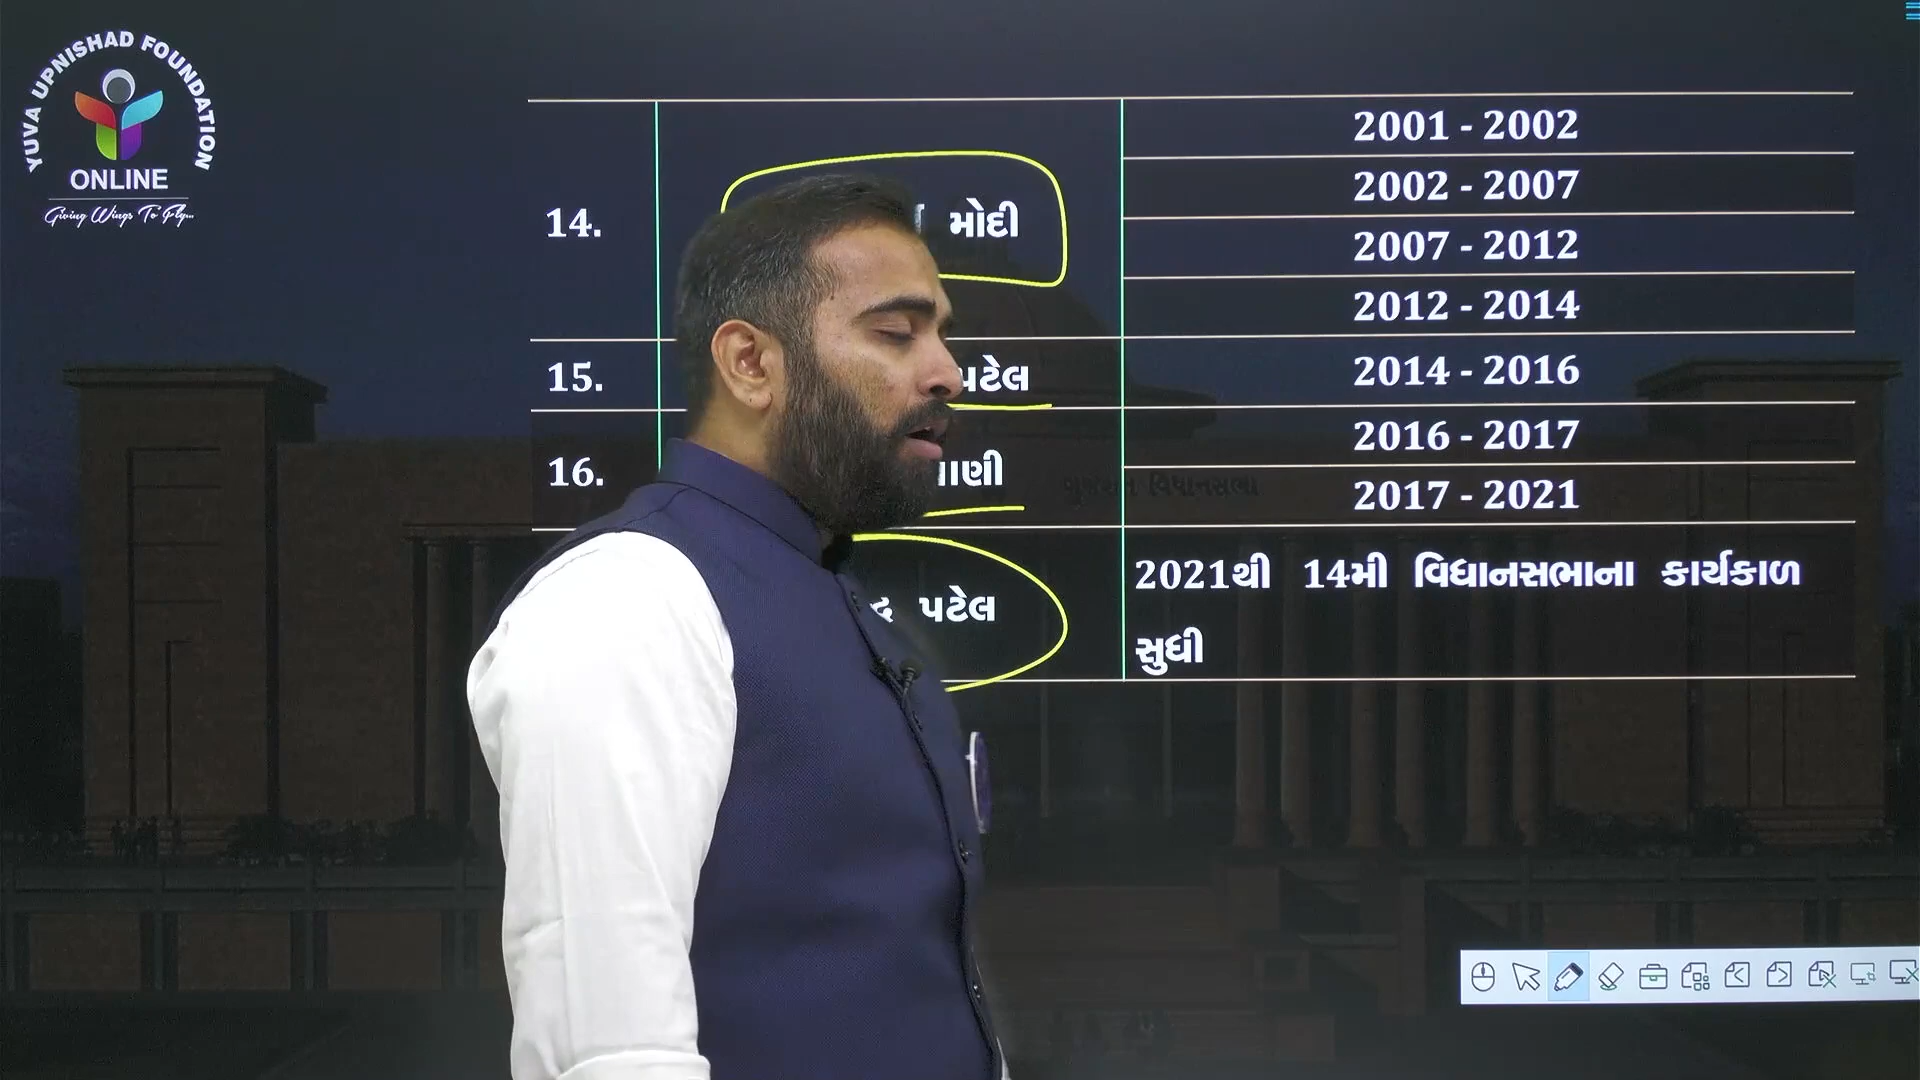 YUVA UPNISHAD FOUNDATION
ONLINE
Giving Wings To Fly...
14.
મોદી
2001 - 2002
2002 - 2007
2007 - 2012
2012 - 2014
15.
પટેલ
2014 - 2016
16.
2016 - 2017
2017 - 2021
પટેલ
2021થી 14મી વિધાનસભાના કાર્યકાળ
સુધી